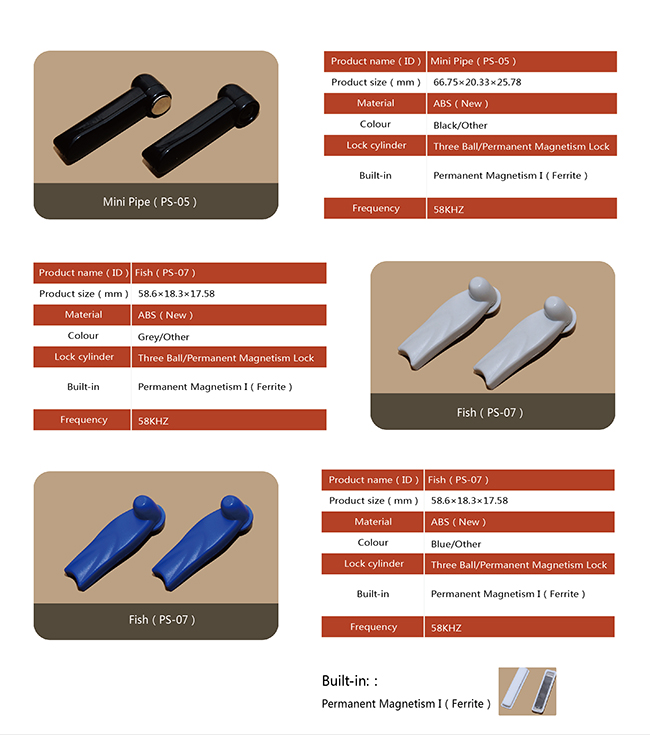 Product name ( ID ) Mini Pipe ( PS-05 )
Product size ( mm ) 66.75×20.33×25.78
Material ABS ( New )
Colour Black/Other
Lock cylinder Three Ball/Permanent Magnetism Lock
Built-in Permanent Magnetism I ( Ferrite )
Frequency 58KHZ
Mini Pipe ( PS-05 )
Product name ( ID ) Fish ( PS-07 )
Product size ( mm ) 58.6×18.3×17.58
Material ABS ( New )
Colour Grey/Other
Lock cylinder Three Ball/Permanent Magnetism Lock
Built-in Permanent Magnetism I ( Ferrite )
Frequency 58KHZ
Fish ( PS-07 )
Product name ( ID ) Fish ( PS-07 )
Product size ( mm ) 58.6×18.3×17.58
Material ABS ( New )
Colour Blue/Other
Lock cylinder Three Ball/Permanent Magnetism Lock
Built-in Permanent Magnetism I ( Ferrite )
Frequency 58KHZ
Fish ( PS-07 )
Built-in: :
Permanent Magnetism I ( Ferrite )